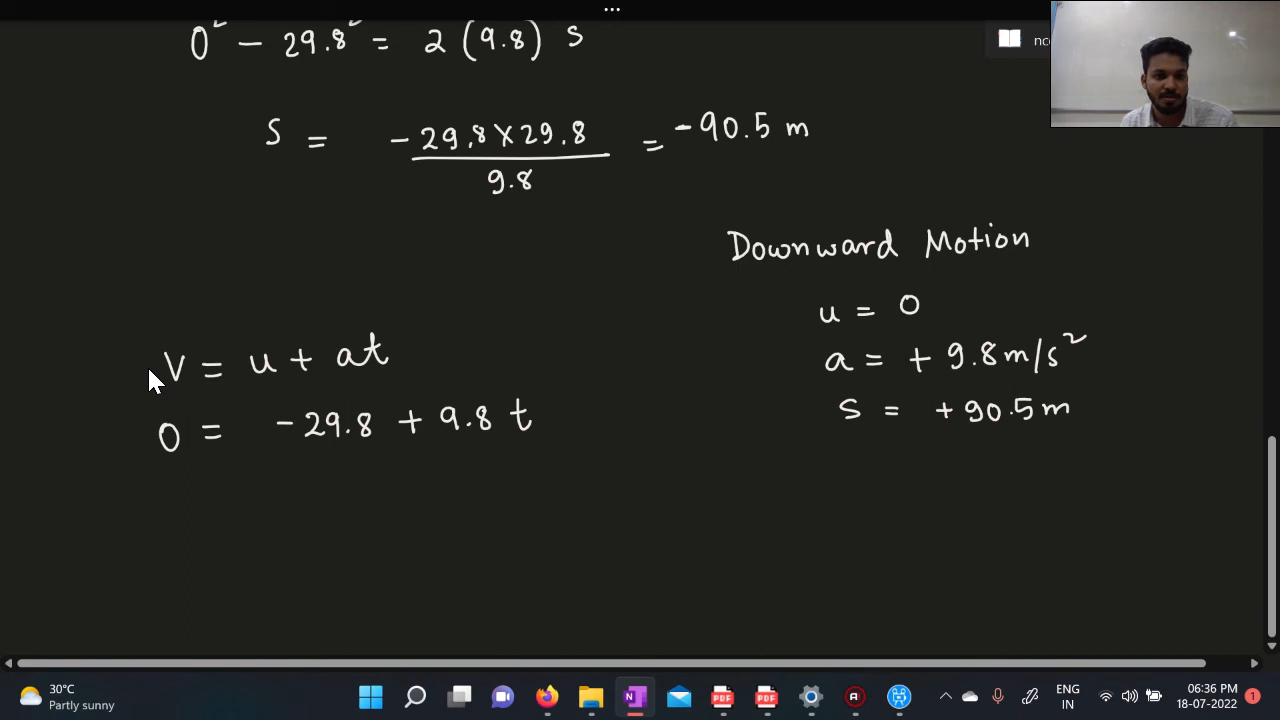 ...
0² - 29.8² = 2 (9.8) s
nc
S = - 29.8 × 29.8 / 9.8 = - 90.5 m
Downward Motion
u = 0
a = + 9.8 m/s²
S = + 90.5 m
V = u + at
0 = - 29.8 + 9.8 t
30°C
Partly sunny
ENG
IN
06:36 PM
18-07-2022
1